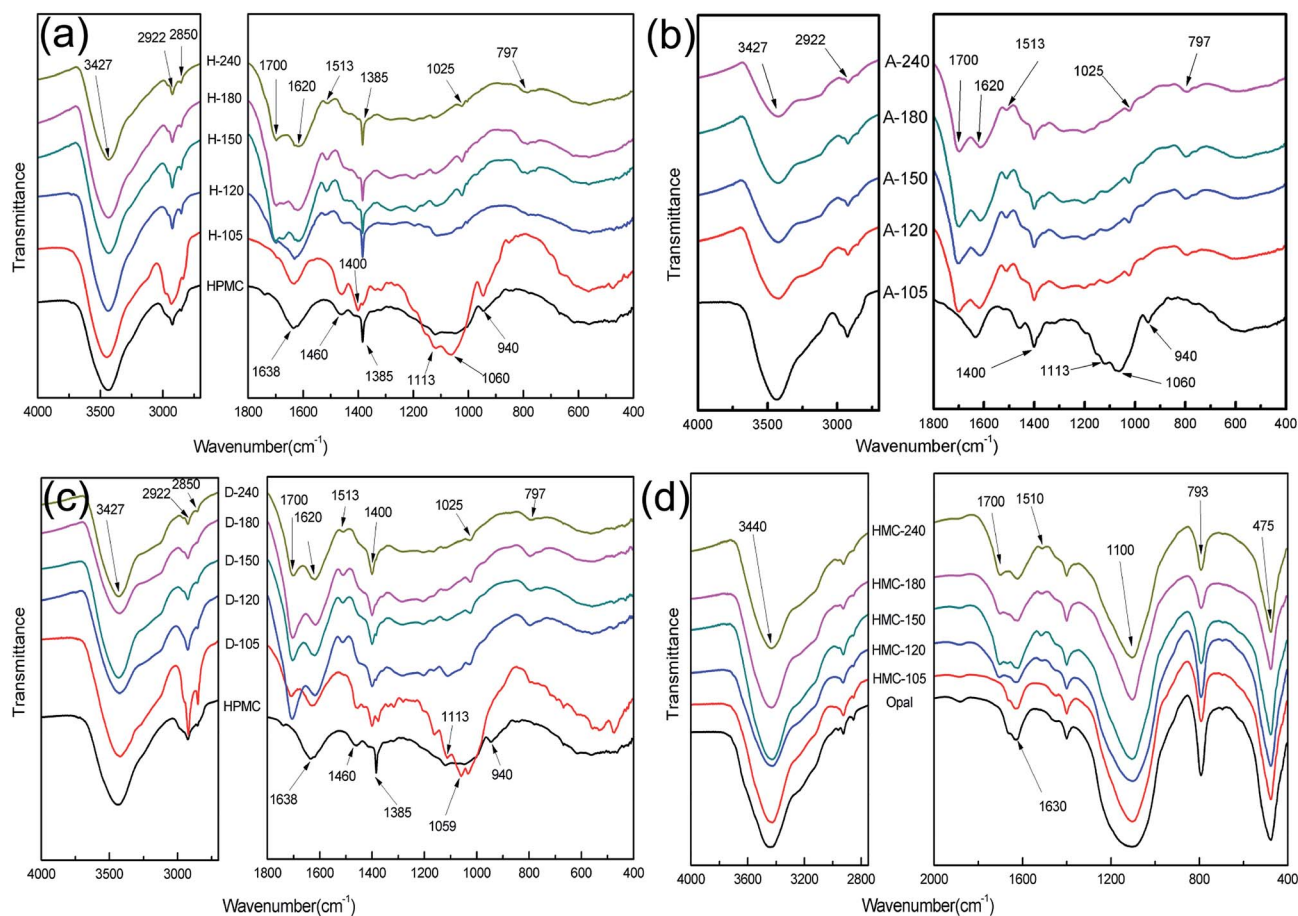 (a)
3427
2922
2850
H-240
H-180
H-150
H-120
H-105
HPMC
1700
1620
1513
1385
1025
797
1400
1638
1460
1385
1113
1060
940
Transmittance
4000 3500 3000
1800 1600 1400 1200 1000 800 600 400
Wavenumber(cm-1)
(b)
3427
2922
A-240
A-180
A-150
A-120
A-105
1700
1620
1513
1025
797
1400
1113
1060
940
Transmittance
4000 3500 3000
1800 1600 1400 1200 1000 800 600 400
Wavenumber(cm-1)
(c)
3427
2922
2850
D-240
D-180
D-150
D-120
D-105
HPMC
1700
1620
1513
1400
1025
797
1113
1638
1460
1385
1059
940
Transmittance
4000 3500 3000
1800 1600 1400 1200 1000 800 600 400
Wavenumber(cm-1)
(d)
3440
HMC-240
HMC-180
HMC-150
HMC-120
HMC-105
Opal
1700
1510
1100
793
475
1630
Transmittance
4000 3600 3200 2800
2000 1600 1200 800 400
Wavenumber(cm-1)